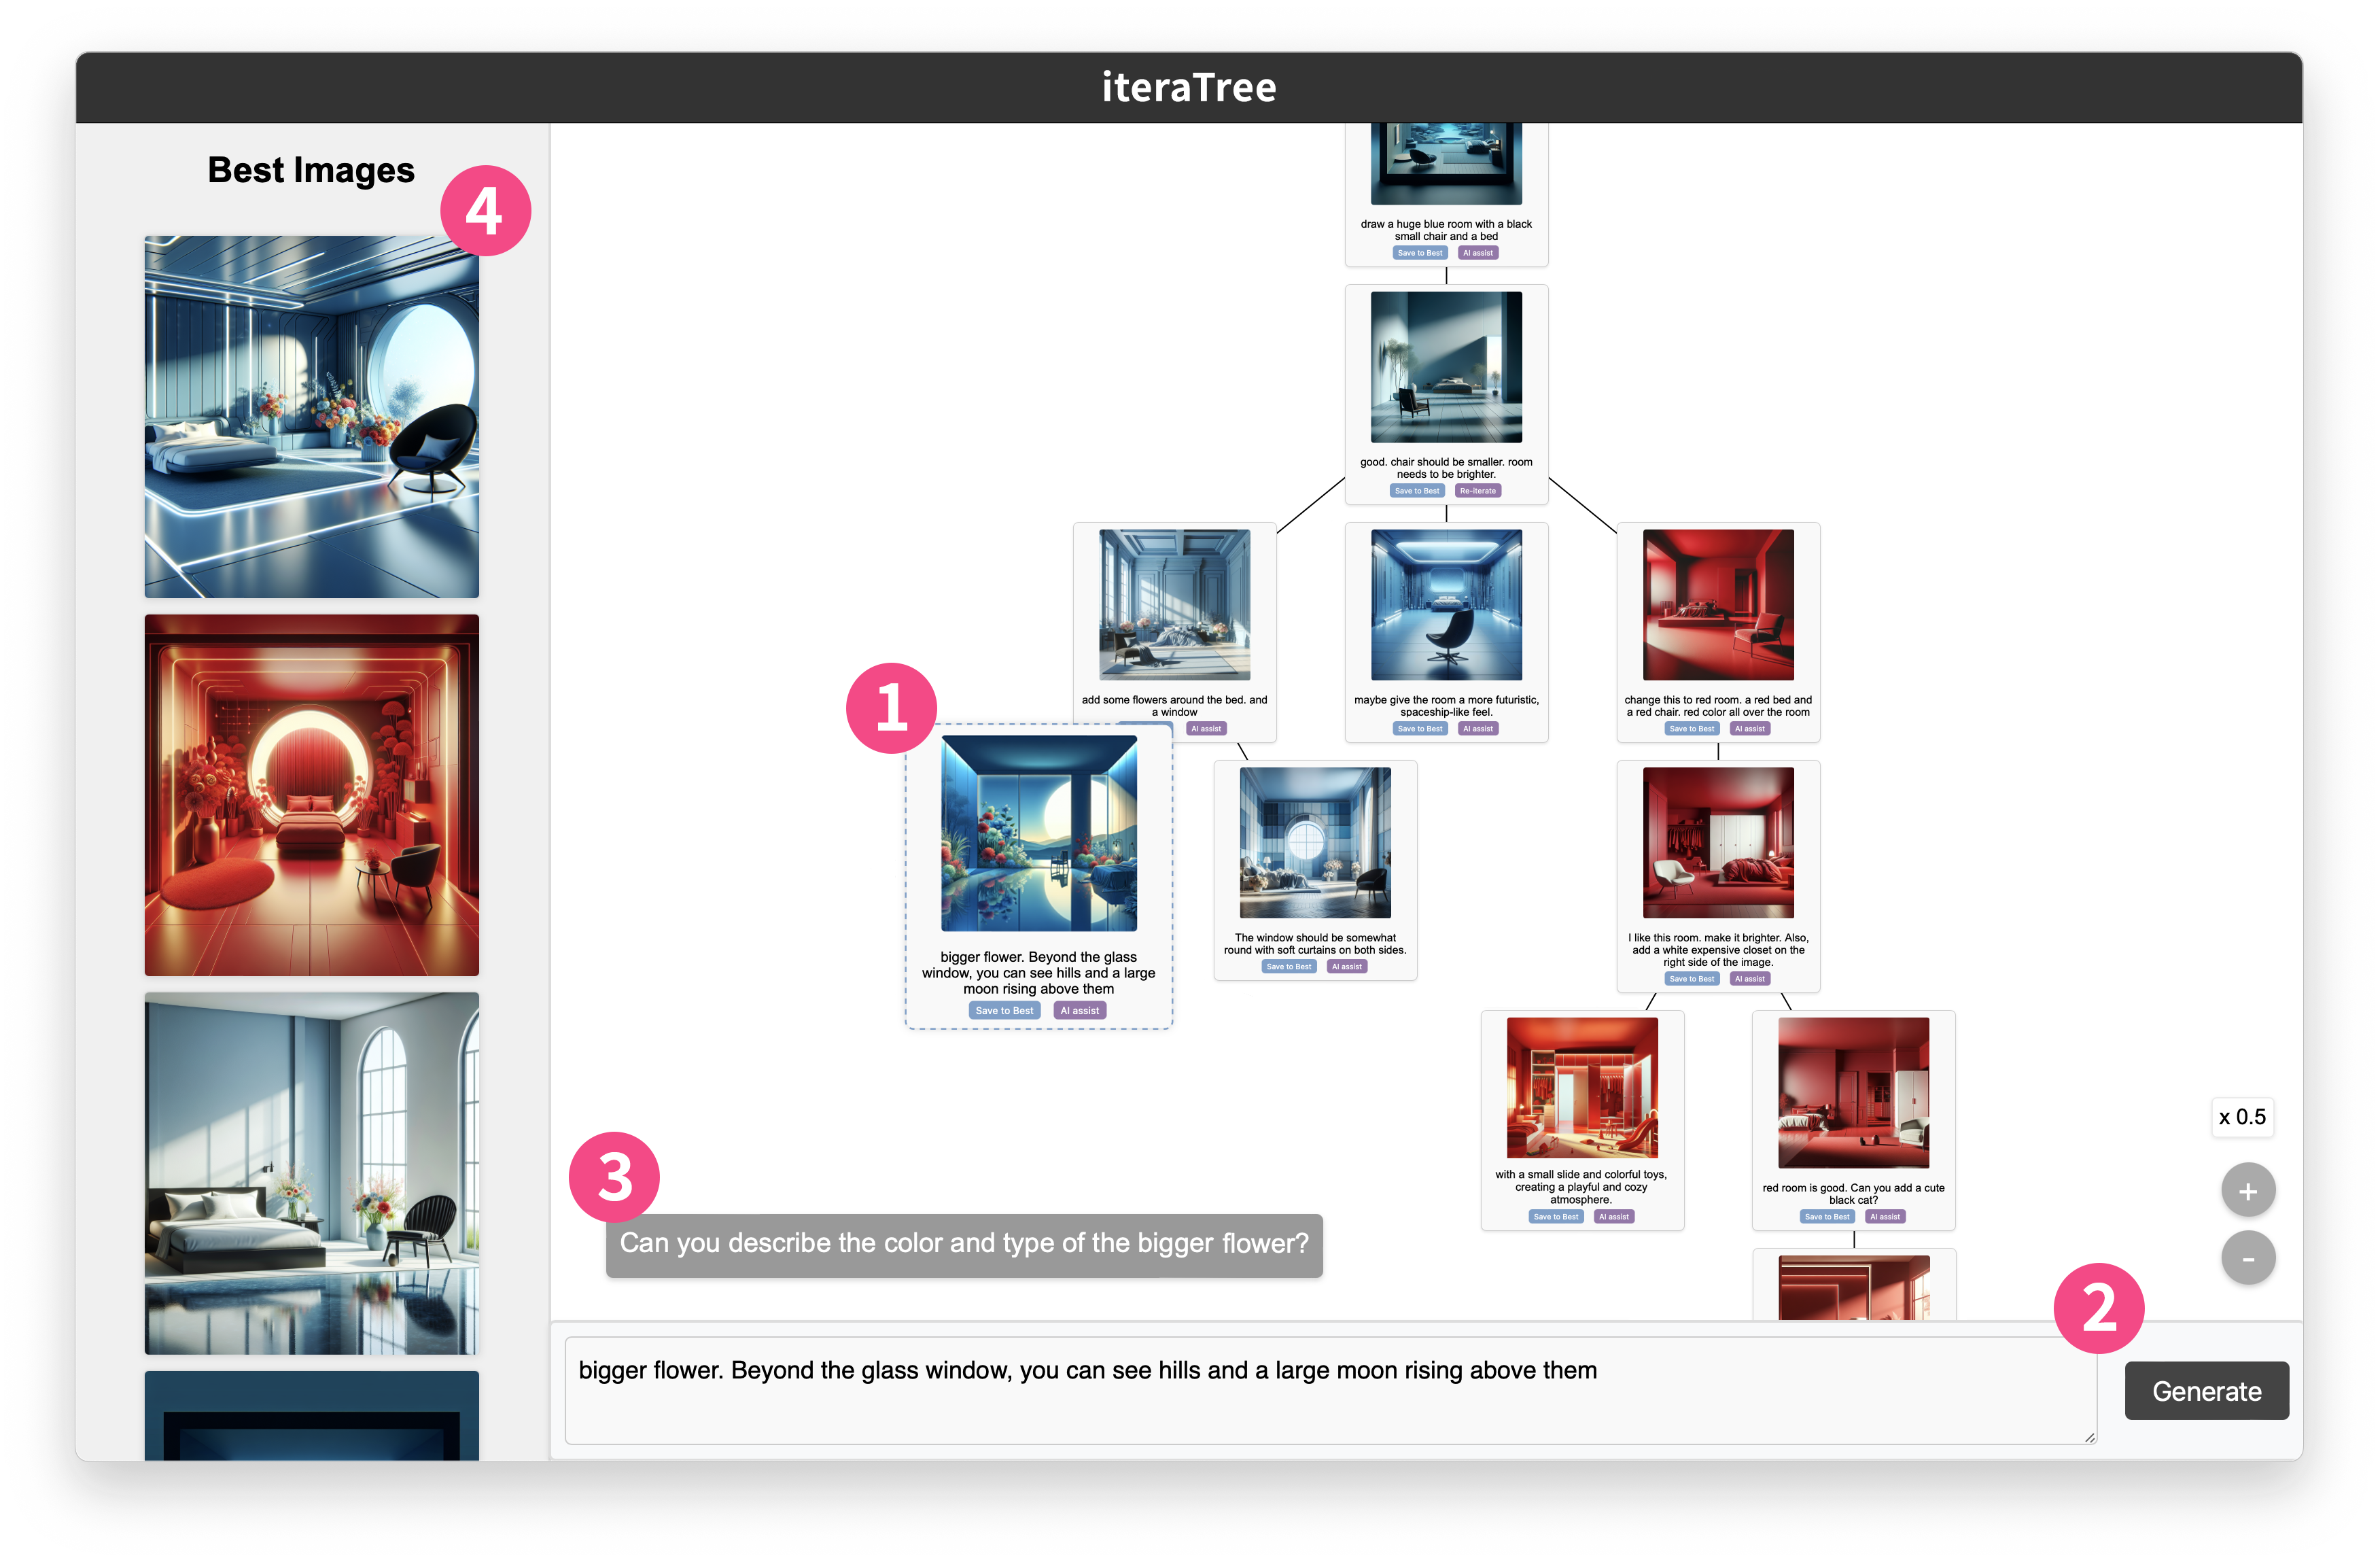 iteraTree
Best Images
4
draw a huge blue room with a black
small chair and a bed
Save to Best AI assist
good. chair should be smaller. room
needs to be brighter.
Save to Best Re-iterate
add some flowers around the bed. and
a window
AI assist
maybe give the room a more futuristic,
spaceship-like feel.
Save to Best AI assist
change this to red room. a red bed and
a red chair. red color all over the room
Save to Best AI assist
1
bigger flower. Beyond the glass
window, you can see hills and a large
moon rising above them
Save to Best AI assist
The window should be somewhat
round with soft curtains on both sides.
Save to Best AI assist
I like this room. make it brighter. Also,
add a white expensive closet on the
right side of the image.
Save to Best AI assist
with a small slide and colorful toys,
creating a playful and cozy
atmosphere.
Save to Best AI assist
red room is good. Can you add a cute
black cat?
Save to Best AI assist
x 0.5
+
-
3
Can you describe the color and type of the bigger flower?
2
bigger flower. Beyond the glass window, you can see hills and a large moon rising above them
Generate